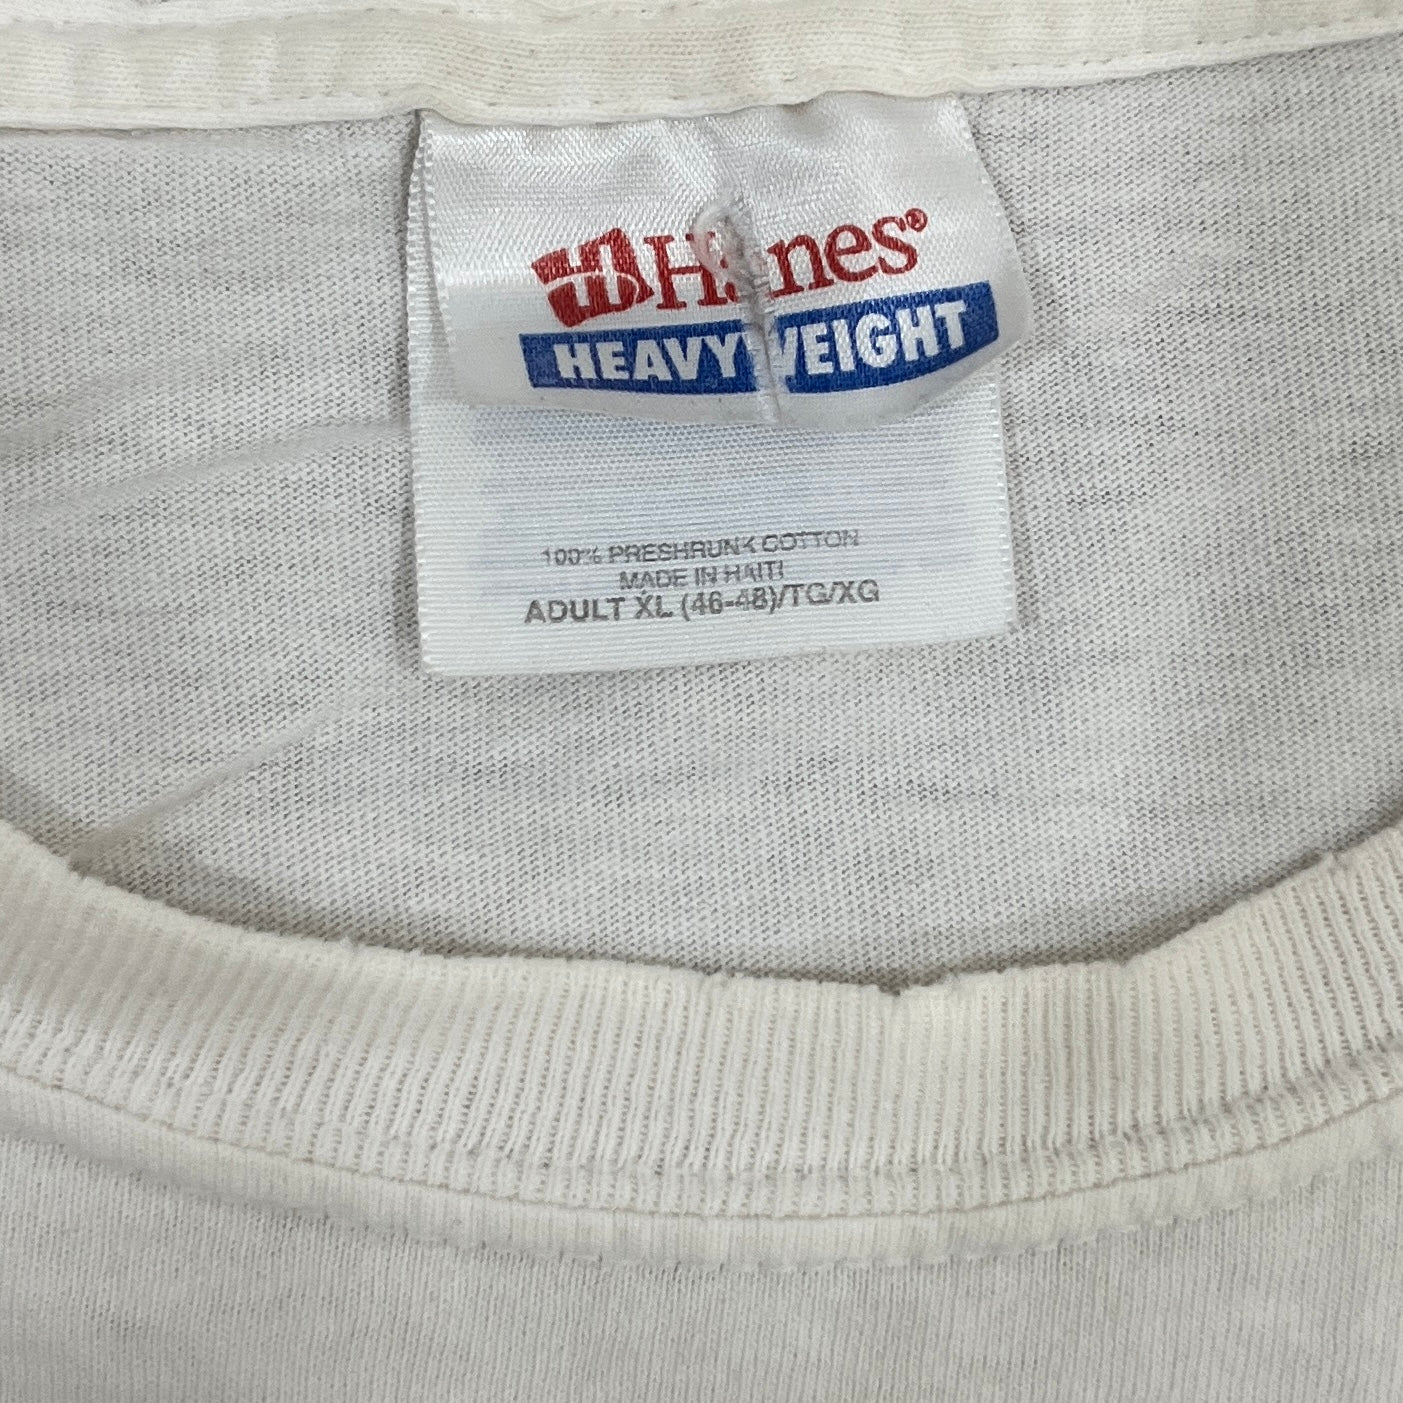 Hanes®
HEAVYWEIGHT
100% PRESHRUNK COTTON
MADE IN HAITI
ADULT XL (46-48)/TG/XG